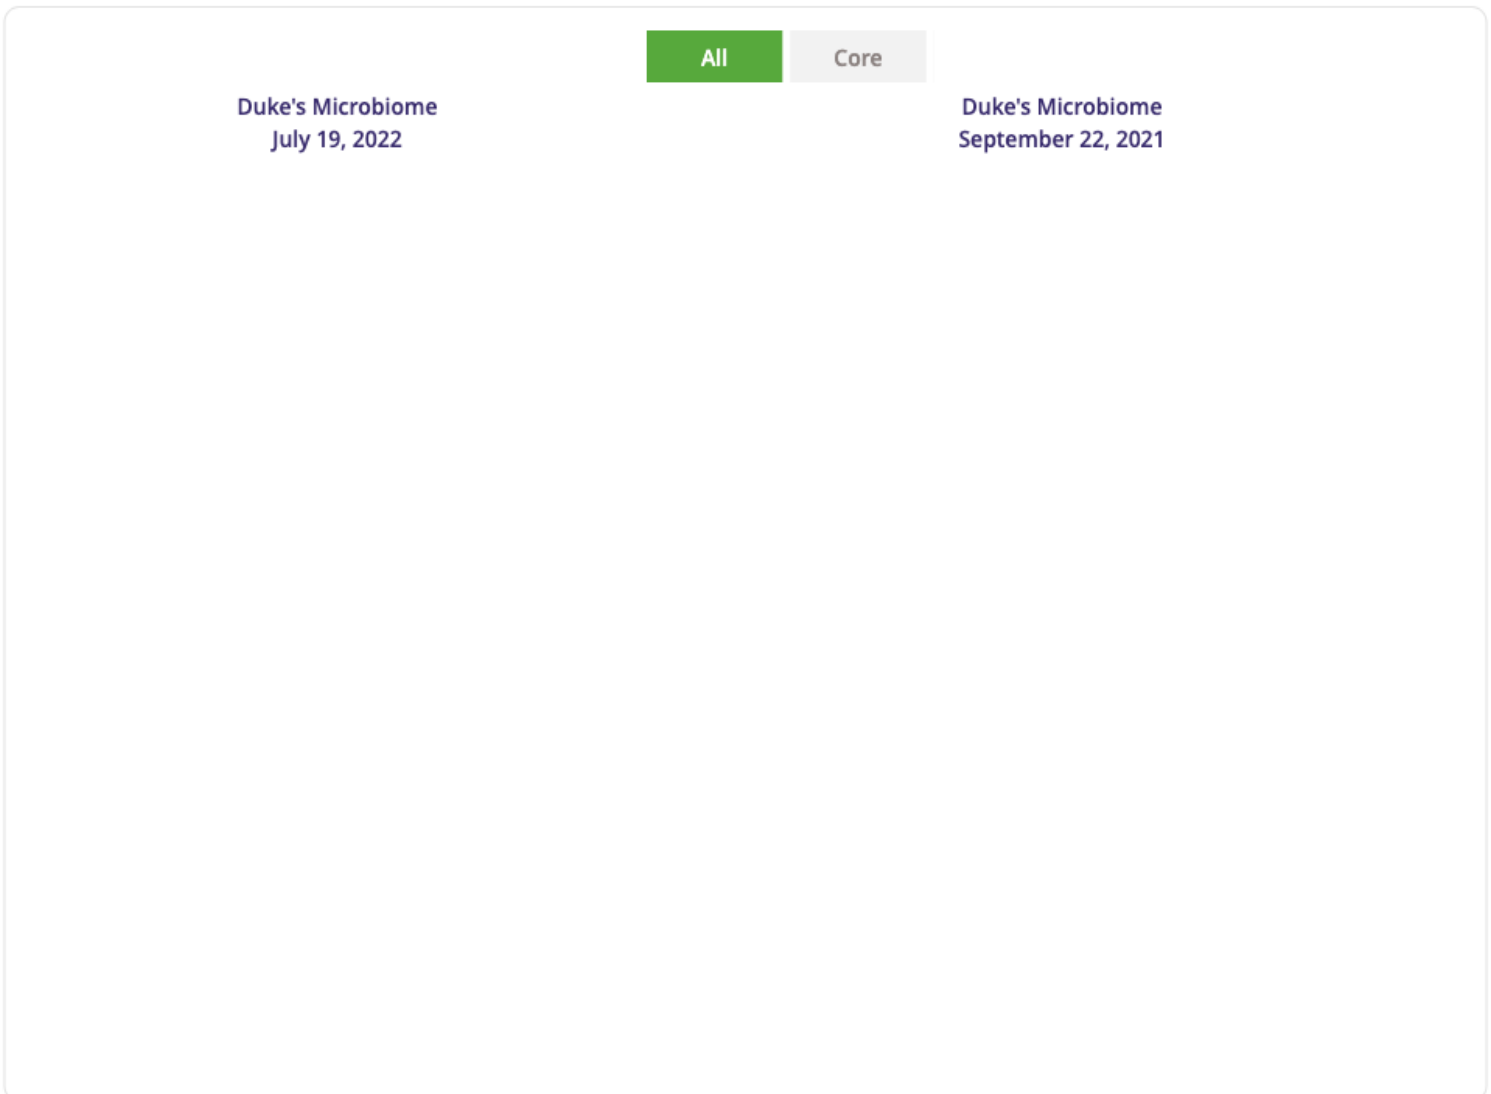 All
Core
Duke's Microbiome
July 19, 2022
Duke's Microbiome
September 22, 2021